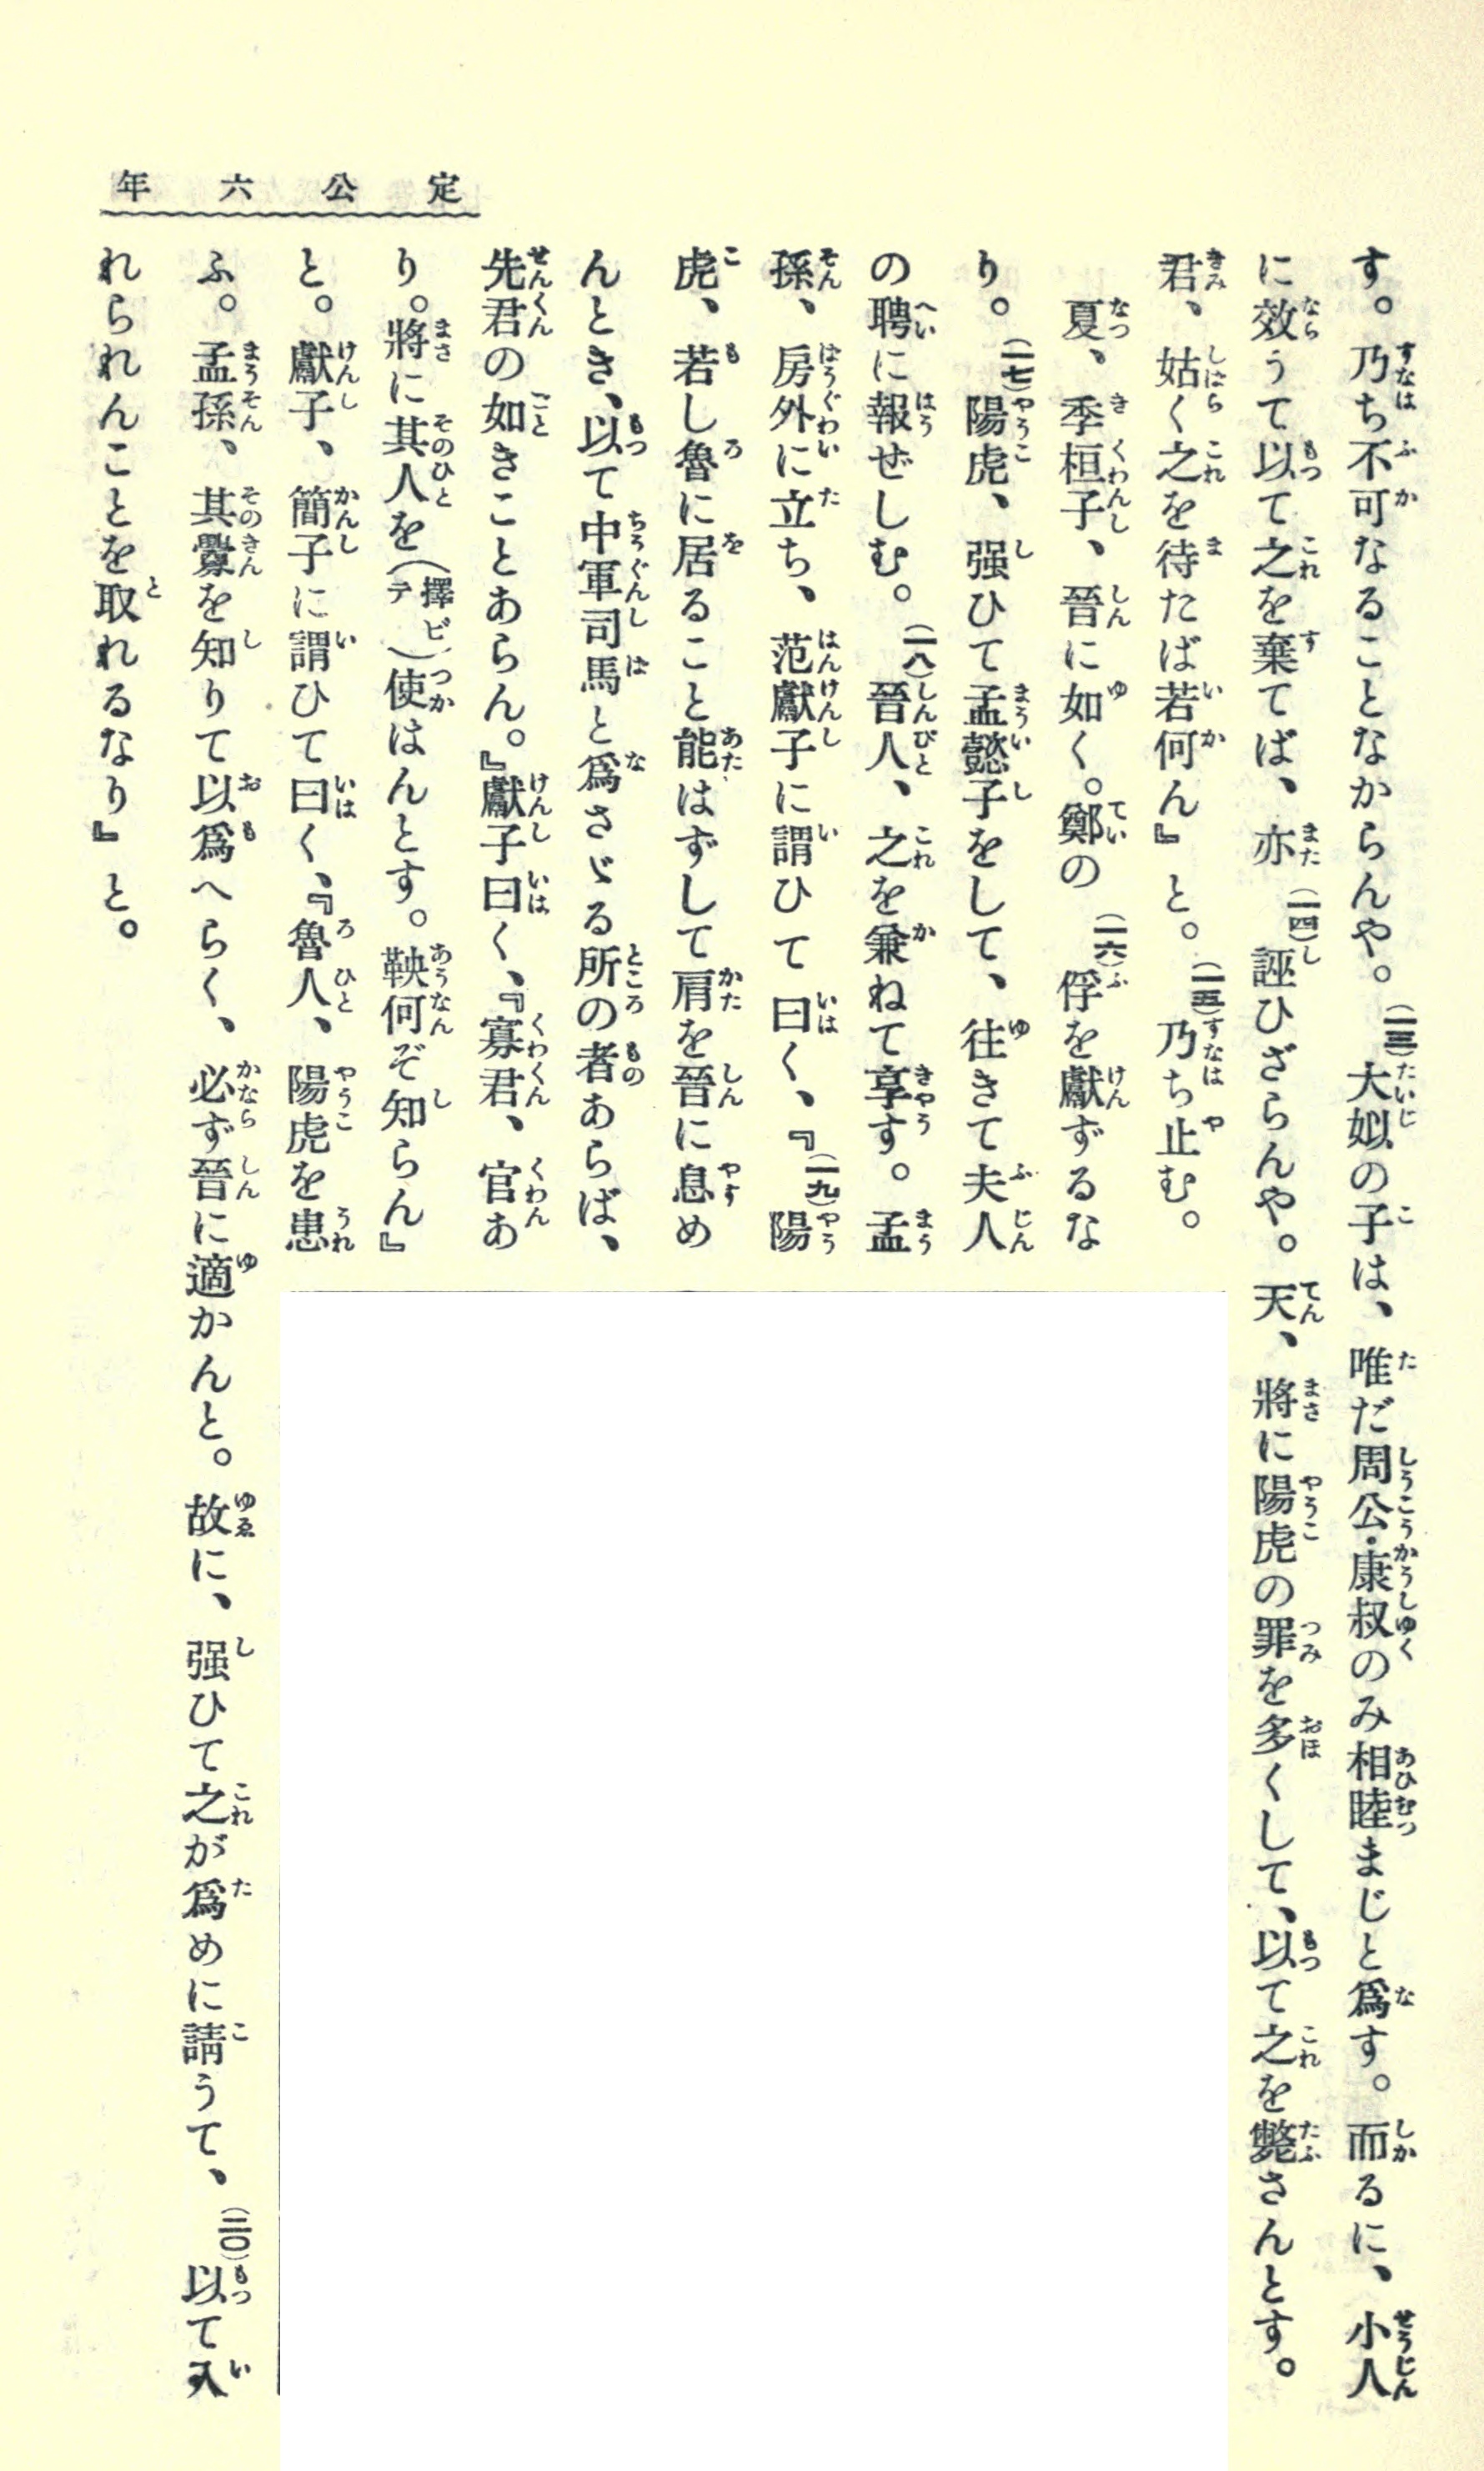 定公六年
す。乃ち不可なることなからんや。(一三)大姒の子は、唯だ周公・康叔のみ相睦まじと爲す。而るに、小人
に效うて以て之を棄てば、亦(一四)誣ひざらんや。天、將に陽虎の罪を多くして、以て之を斃さんとす。
君、姑く之を待たば若何ん』と。(一五)乃ち止む。
夏、季桓子、晉に如く。鄭の(一六)俘を獻ずるな
り。(一七)陽虎、强ひて孟懿子をして、往きて夫人
の聘に報ぜしむ。(一八)晉人、之を兼ねて享す。孟
孫、房外に立ち、范獻子に謂ひて曰く、『(一九)陽
虎、若し魯に居ること能はずして肩を晉に息め
んとき、以て中軍司馬と爲さゞる所の者あらば、
先君の如きことあらん。』獻子曰く、『寡君、官あ
り。將に其人を(擇ビテ)使はんとす。鞅何ぞ知らん』
と。獻子、簡子に謂ひて曰く、『魯人、陽虎を患
ふ。孟孫、其釁を知りて以爲へらく、必ず晉に適かんと。故に、强ひて之が爲めに請うて、(二〇)以て入
れられんことを取れるなり』と。